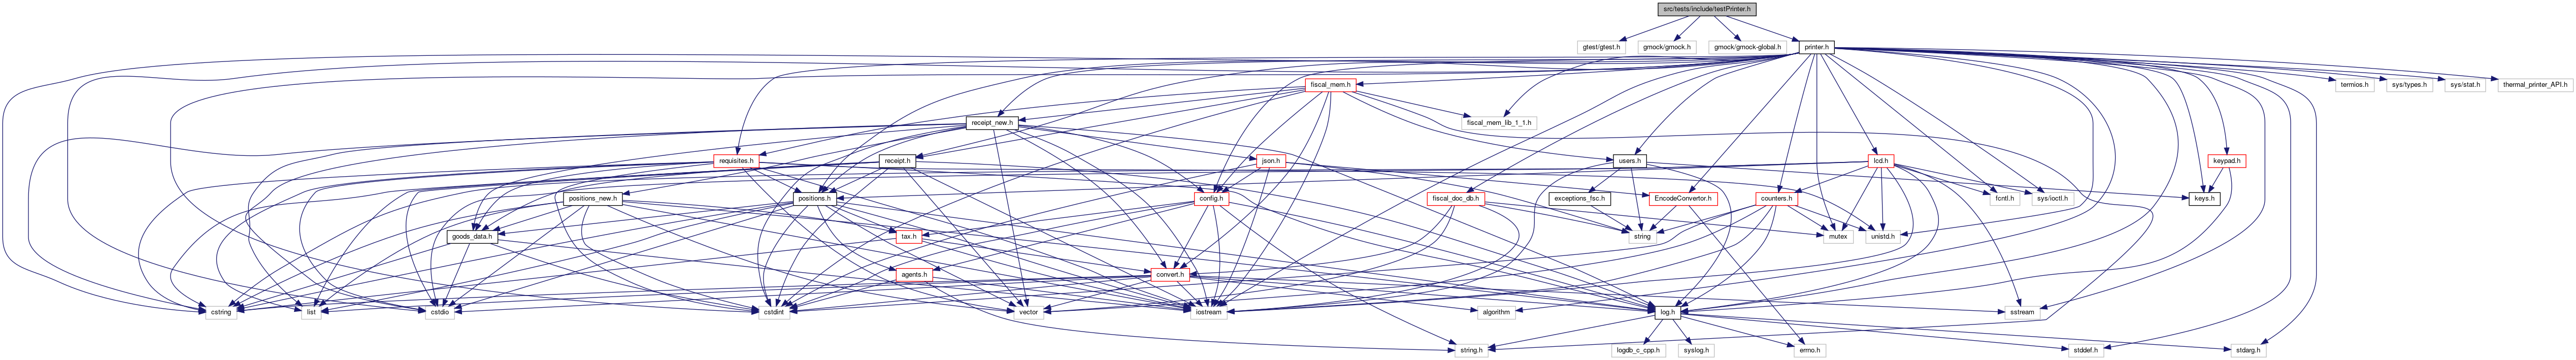 src/tests/include/testPrinter.h
gtest/gtest.h
gmock/gmock.h
gmock/gmock-global.h
printer.h
fiscal_mem.h
termios.h
sys/types.h
sys/stat.h
thermal_printer_API.h
receipt_new.h
fiscal_mem_lib_1_1.h
requisites.h
receipt.h
json.h
users.h
lcd.h
keypad.h
positions_new.h
positions.h
config.h
fiscal_doc_db.h
exceptions_fsc.h
EncodeConvertor.h
counters.h
fcntl.h
sys/ioctl.h
keys.h
goods_data.h
tax.h
string
mutex
unistd.h
agents.h
convert.h
cstring
list
cstdio
cstdint
vector
iostream
algorithm
log.h
sstream
string.h
logdb_c_cpp.h
syslog.h
errno.h
stddef.h
stdarg.h